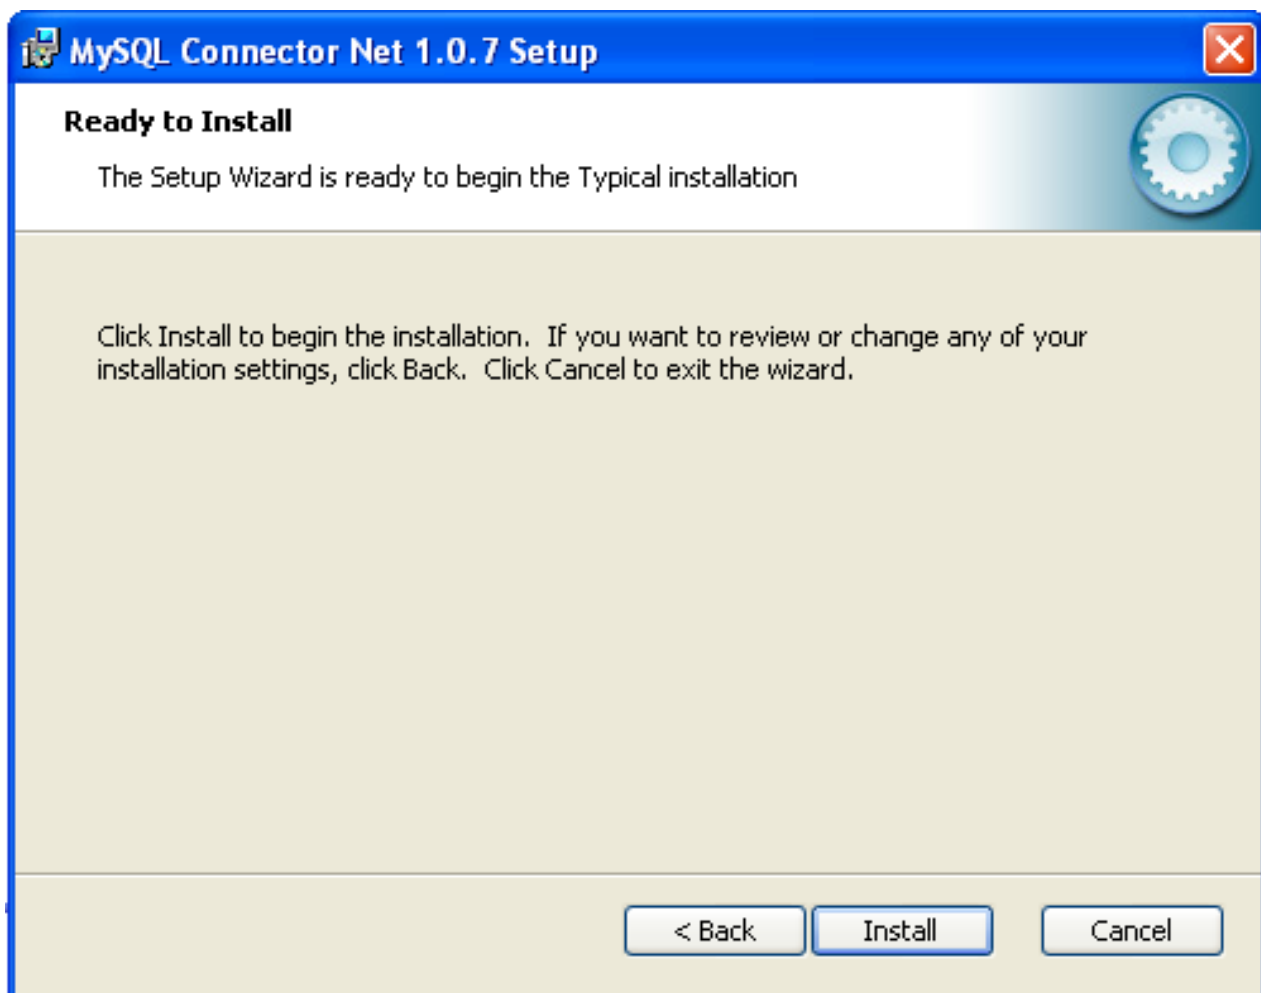 MySQL Connector Net 1.0.7 Setup
Ready to Install
The Setup Wizard is ready to begin the Typical installation
Click Install to begin the installation.  If you want to review or change any of your
installation settings, click Back.  Click Cancel to exit the wizard.
< Back Install Cancel